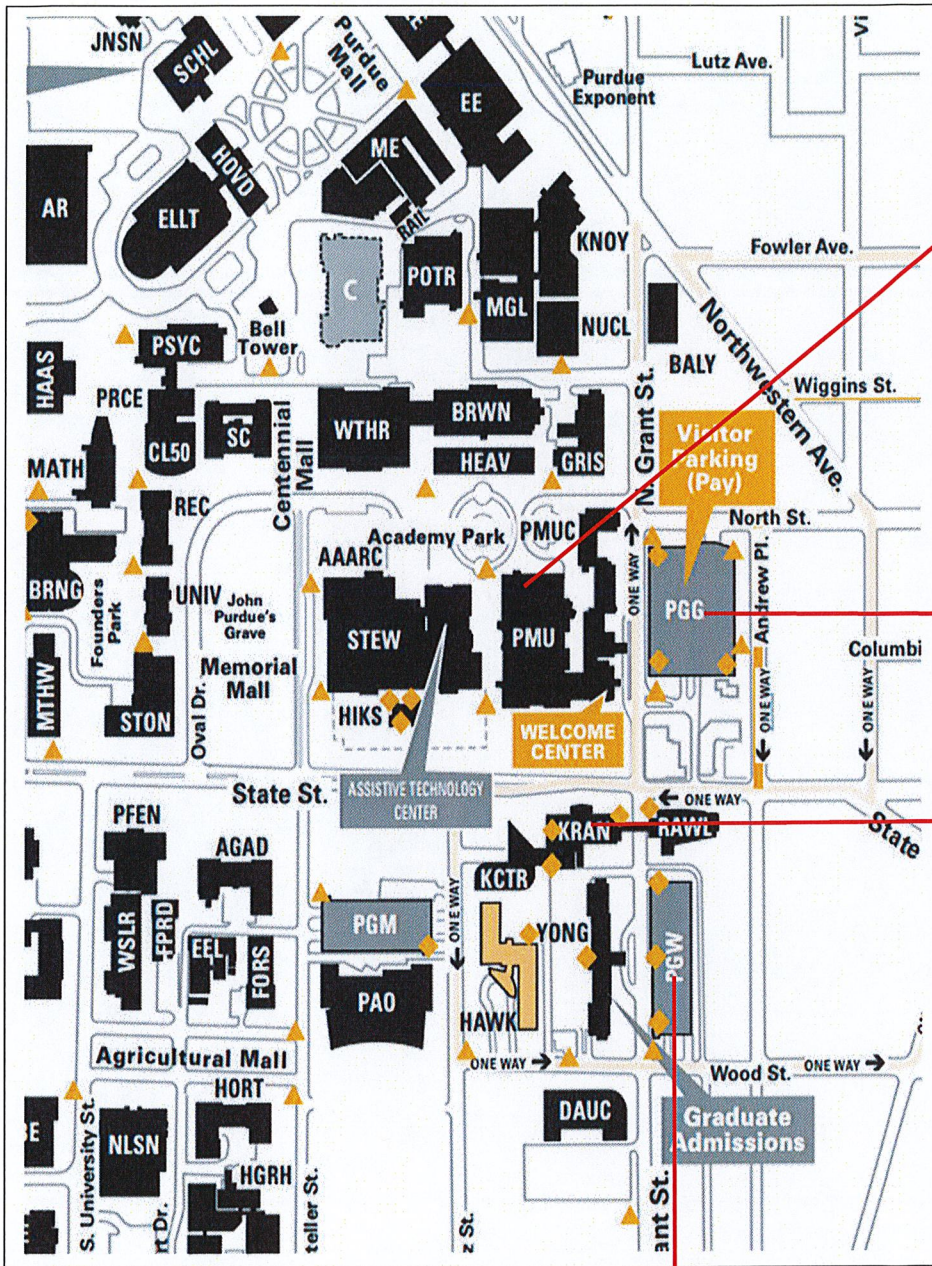 JNSN
SCHL
Purdue
Mall
EE
Purdue
Exponent
Lutz Ave.
AR
HOVD
ELLT
ME
RAIL
C
POTR
MGL
KNOY
NUCL
Fowler Ave.
Northwestern Ave.
BALY
Wiggins St.
Bell
Tower
PSYC
HAAS
PRCE
CL50
SC
Centennial
Mall
WTHR
BRWN
HEAV
GRIS
N. Grant St.
Visitor
Parking
(Pay)
MATH
REC
Academy Park
PMUC
North St.
Andrew Pl.
AAARC
BRNG
Founders
Park
UNIV
John
Purdue's
Grave
STEW
PMU
ONE WAY
PGG
Columbi
MTHW
STON
Oval Dr.
Memorial
Mall
HIKS
WELCOME
CENTER
ONE WAY
ONE WAY
ASSISTIVE TECHNOLOGY
CENTER
State St.
ONE WAY
PFEN
AGAD
KRAN
RAWL
State
KCTR
WSLR
FPRD
EEL
FORS
PGM
ONE WAY
YONG
PGW
PAO
HAWK
Agricultural Mall
ONE WAY
Wood St.
ONE WAY
HORT
DAUC
Graduate
Admissions
S. University St.
NLSN
HGRH
rt Dr.
teller St.
z St.
ant St.